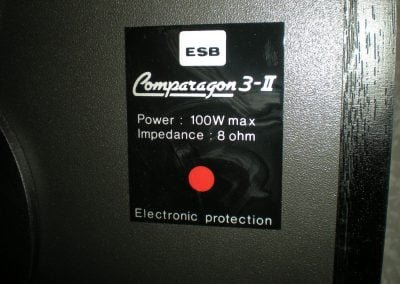 ESB
Comparagon 3-II
Power : 100W max
Impedance : 8 ohm
Electronic protection